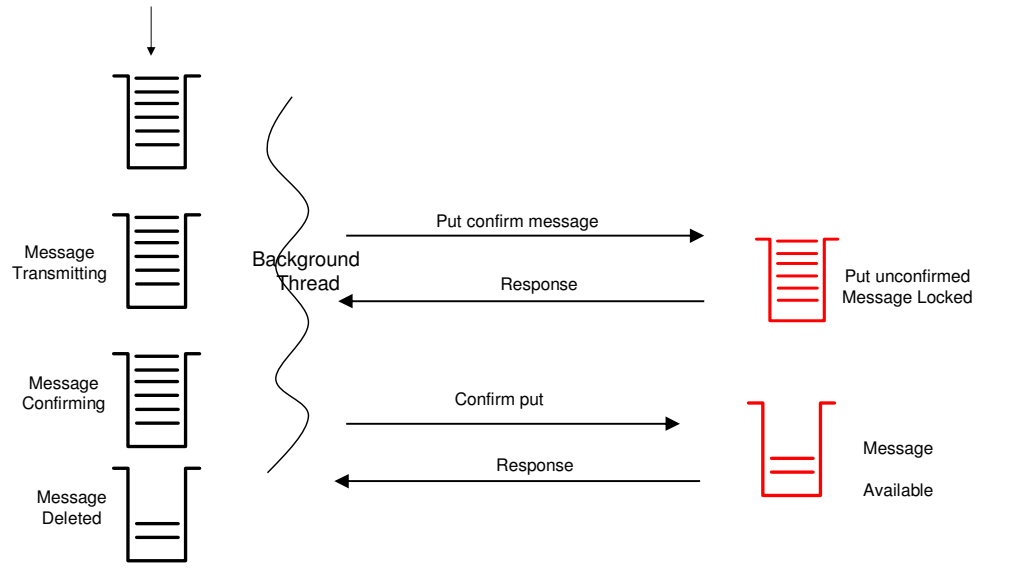 Put confirm message
Message
Transmitting
Background
Thread
Response
Put unconfirmed
Message Locked
Message
Confirming
Confirm put
Message
Available
Response
Message
Deleted